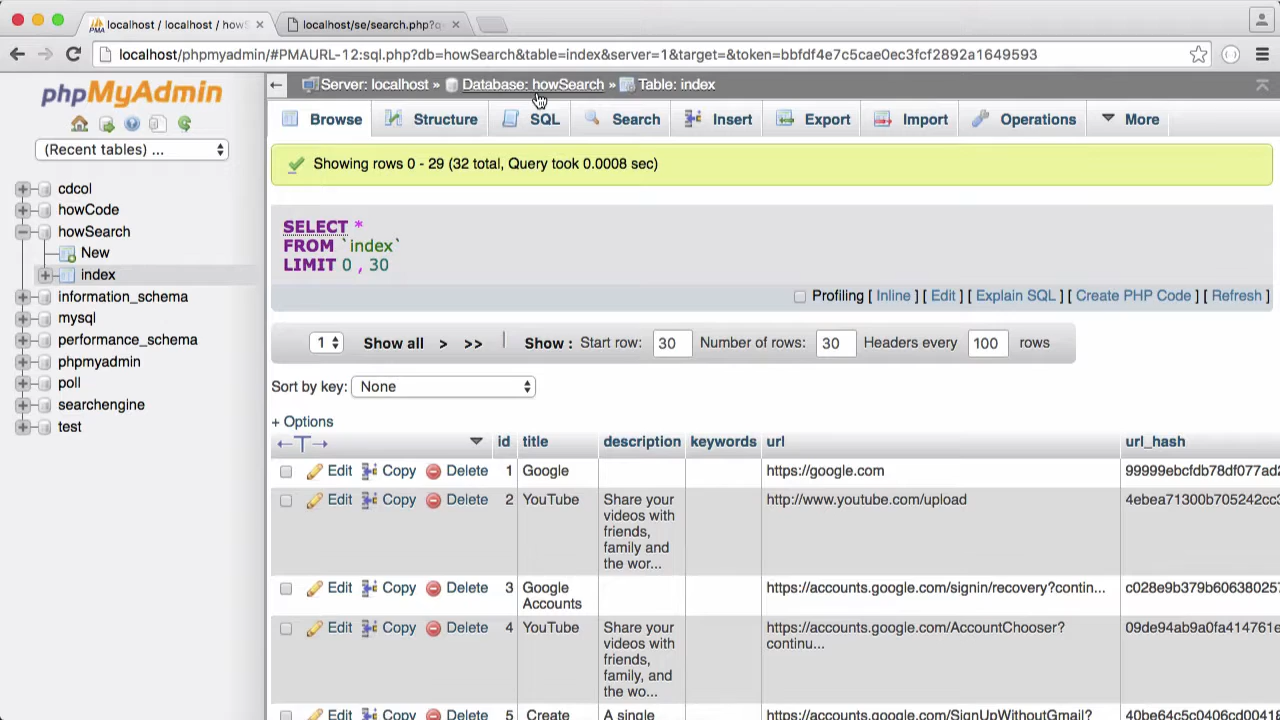 localhost / localhost / how
localhost/se/search.php?q
localhost/phpmyadmin/#PMAURL-12:sql.php?db=howSearch&table=index&server=1&target=&token=bbfdf4e7c5cae0ec3fcf2892a1649593
phpMyAdmin
(Recent tables) ...
cdcol
howCode
howSearch
New
index
information_schema
mysql
performance_schema
phpmyadmin
poll
searchengine
test
Server: localhost » Database: howSearch » Table: index
Browse Structure SQL Search Insert Export Import Operations More
Showing rows 0 - 29 (32 total, Query took 0.0008 sec)
SELECT *
FROM `index`
LIMIT 0 , 30
Profiling [ Inline ] [ Edit ] [ Explain SQL ] [ Create PHP Code ] [ Refresh ]
1 Show all > >> Show : Start row: 30 Number of rows: 30 Headers every 100 rows
Sort by key: None
+ Options
←T→ id title description keywords url url_hash
Edit Copy Delete 1 Google https://google.com 99999ebcfdb78df077ad2
Edit Copy Delete 2 YouTube Share your http://www.youtube.com/upload 4ebea71300b705242cc3
videos with
friends,
family and
the wor...
Edit Copy Delete 3 Google https://accounts.google.com/signin/recovery?contin... c028e9b379b606380257
Accounts
Edit Copy Delete 4 YouTube Share your https://accounts.google.com/AccountChooser? 09de94ab9a0fa414761e
videos with continu...
friends,
family, and
the wo...
Edit Copy Delete 5 Create A single https://accounts.google.com/SignUpWithoutGmail? 40be64c5c0406cd00418